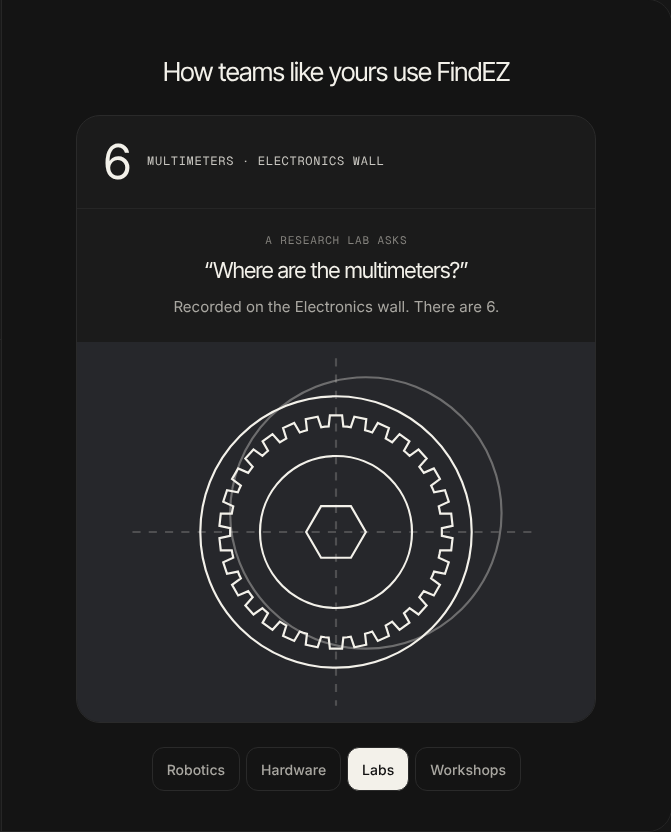 How teams like yours use FindEZ
6 MULTIMETERS · ELECTRONICS WALL
A RESEARCH LAB ASKS
“Where are the multimeters?”
Recorded on the Electronics wall. There are 6.
Robotics Hardware Labs Workshops